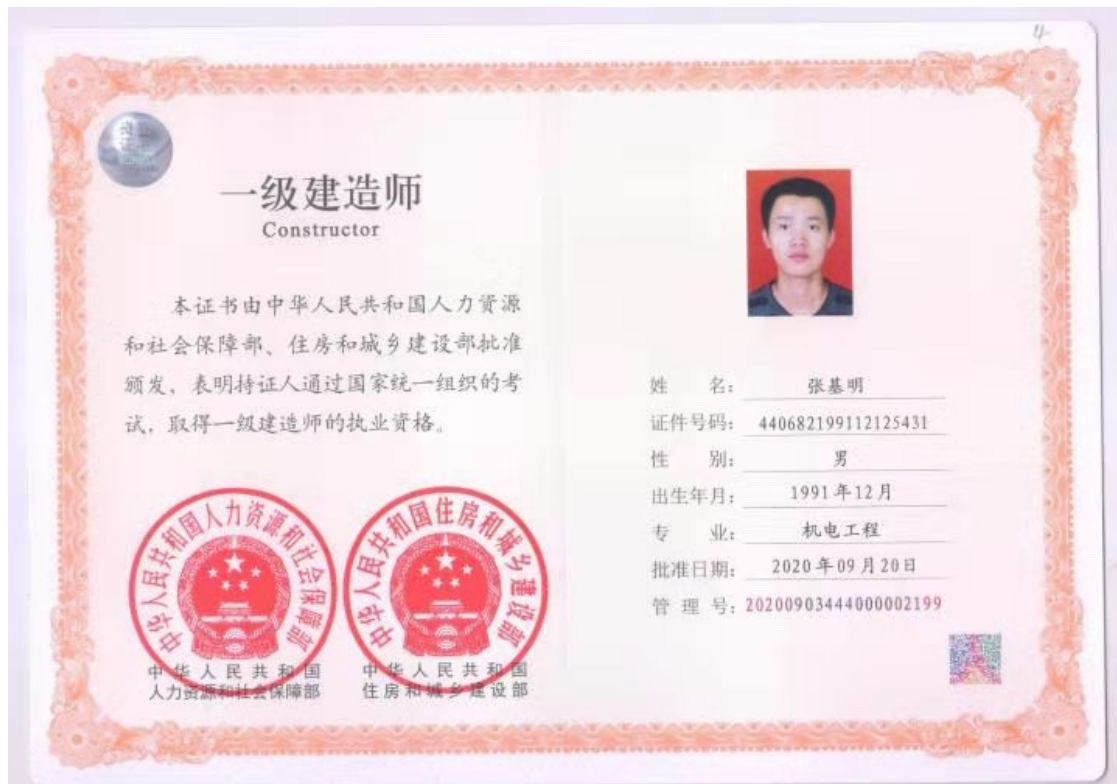 4
一级建造师
Constructor
本证书由中华人民共和国人力资源
和社会保障部、住房和城乡建设部批准
颁发,表明持证人通过国家统一组织的考
试,取得一级建造师的执业资格。
中华人民共和国人力资源和社会保障部
中华人民共和国
人力资源和社会保障部
中华人民共和国住房和城乡建设部
中华人民共和国
住房和城乡建设部
姓 名: 张基明
证件号码: 440682199112125431
性 别: 男
出生年月: 1991年12月
专 业: 机电工程
批准日期: 2020年09月20日
管 理 号: 20200903444000002199